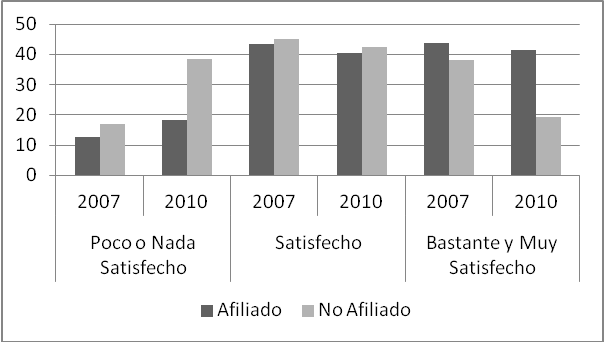 50
40
30
20
10
0
2007 2010 2007 2010 2007 2010
Poco o Nada Satisfecho Bastante y Muy
Satisfecho Satisfecho
Afiliado No Afiliado